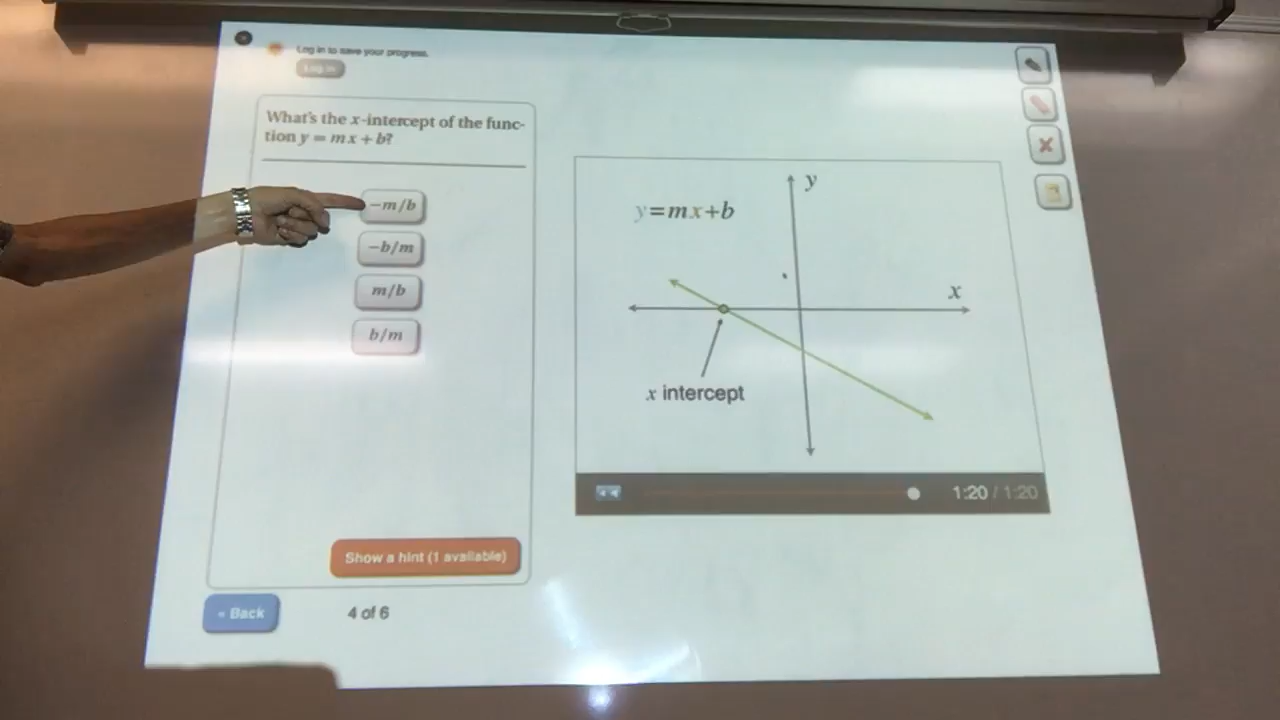 Log in to save your progress.
Log in
What's the x-intercept of the func-
tion y = mx + b?
−m/b
−b/m
m/b
b/m
Show a hint (1 available)
« Back
4 of 6
y
y=mx+b
x
x intercept
1:20 / 1:20